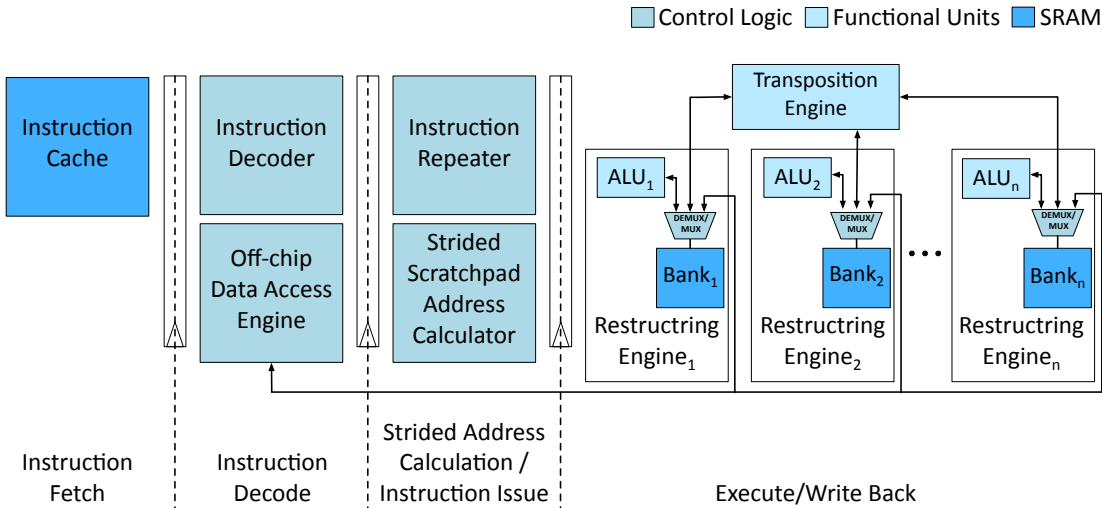 Control Logic
Functional Units
SRAM
Instruction
Cache
Instruction
Decoder
Off-chip
Data Access
Engine
Instruction
Repeater
Strided
Scratchpad
Address
Calculator
Transposition
Engine
ALU1
DEMUX/
MUX
Bank1
Restructring
Engine1
ALU2
DEMUX/
MUX
Bank2
Restructring
Engine2
...
ALUn
DEMUX/
MUX
Bankn
Restructring
Enginen
Instruction
Fetch
Instruction
Decode
Strided Address
Calculation /
Instruction Issue
Execute/Write Back